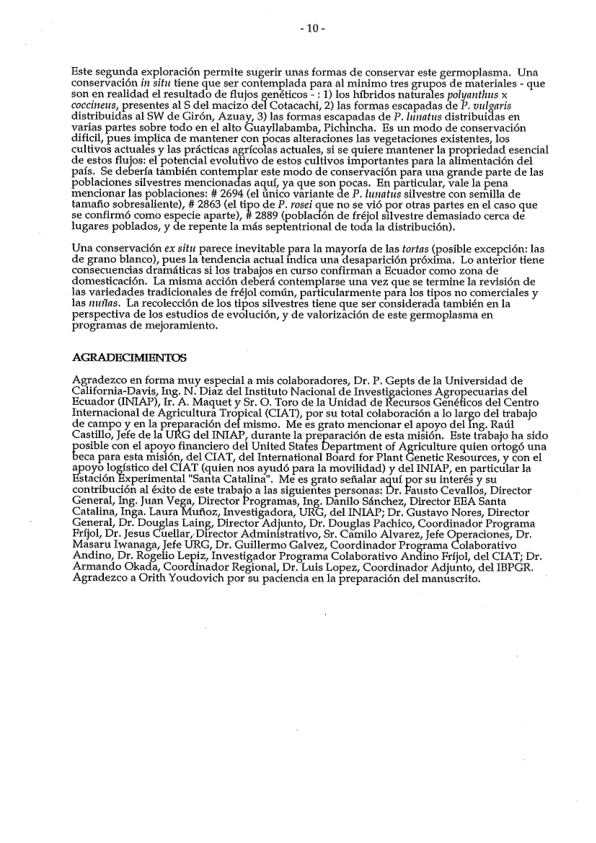 - 10 -
Este segunda exploración permite sugerir unas formas de conservar este germoplasma.  Una
conservación in situ tiene que ser contemplada para al mínimo tres grupos de materiales - que
son en realidad el resultado de flujos genéticos - : 1) los híbridos naturales polyanthus x
coccineus, presentes al S del macizo del Cotacachi, 2) las formas escapadas de P. vulgaris
distribuidas al SW de Girón, Azuay, 3) las formas escapadas de P. lunatus distribuidas en
varias partes sobre todo en el alto Guayllabamba, Pichincha.  Es un modo de conservación
difícil, pues implica de mantener con pocas alteraciones las vegetaciones existentes, los
cultivos actuales y las prácticas agrícolas actuales, si se quiere mantener la propiedad esencial
de estos flujos: el potencial evolutivo de estos cultivos importantes para la alimentación del
país.  Se debería también contemplar este modo de conservación para una grande parte de las
poblaciones silvestres mencionadas aquí, ya que son pocas.  En particular, vale la pena
mencionar las poblaciones: # 2694 (el único variante de P. lunatus silvestre con semilla de
tamaño sobresaliente), # 2863 (el tipo de P. rosei que no se vió por otras partes en el caso que
se confirmó como especie aparte), # 2889 (población de fréjol silvestre demasiado cerca de
lugares poblados, y de repente la más septentrional de toda la distribución).
Una conservación ex situ parece inevitable para la mayoría de las tortas (posible excepción: las
de grano blanco), pues la tendencia actual indica una desaparición próxima.  Lo anterior tiene
consecuencias dramáticas si los trabajos en curso confirman a Ecuador como zona de
domesticación.  La misma acción deberá contemplarse una vez que se termine la revisión de
las variedades tradicionales de fréjol común, particularmente para los tipos no comerciales y
las nuñas.  La recolección de los tipos silvestres tiene que ser considerada también en la
perspectiva de los estudios de evolución, y de valorización de este germoplasma en
programas de mejoramiento.
AGRADECIMIENTOS
Agradezco en forma muy especial a mis colaboradores, Dr. P. Gepts de la Universidad de
California-Davis, Ing. N. Diaz del Instituto Nacional de Investigaciones Agropecuarias del
Ecuador (INIAP), Ir. A. Maquet y Sr. O. Toro de la Unidad de Recursos Genéticos del Centro
Internacional de Agricultura Tropical (CIAT), por su total colaboración a lo largo del trabajo
de campo y en la preparación del mismo.  Me es grato mencionar el apoyo del Ing. Raúl
Castillo, Jefe de la URG del INIAP, durante la preparación de esta misión.  Este trabajo ha sido
posible con el apoyo financiero del United States Department of Agriculture quien ortogó una
beca para esta misión, del CIAT, del International Board for Plant Genetic Resources, y con el
apoyo logístico del CIAT (quien nos ayudó para la movilidad) y del INIAP, en particular la
Estación Experimental "Santa Catalina".  Me es grato señalar aquí por su interés y su
contribución al éxito de este trabajo a las siguientes personas: Dr. Fausto Cevallos, Director
General, Ing. Juan Vega, Director Programas, Ing. Danilo Sánchez, Director EEA Santa
Catalina, Inga. Laura Muñoz, Investigadora, URG, del INIAP; Dr. Gustavo Nores, Director
General, Dr. Douglas Laing, Director Adjunto, Dr. Douglas Pachico, Coordinador Programa
Fríjol, Dr. Jesus Cuellar, Director Administrativo, Sr. Camilo Alvarez, Jefe Operaciones, Dr.
Masaru Iwanaga, Jefe URG, Dr. Guillermo Galvez, Coordinador Programa Colaborativo
Andino, Dr. Rogelio Lepiz, Investigador Programa Colaborativo Andino Fríjol, del CIAT; Dr.
Armando Okada, Coordinador Regional, Dr. Luis Lopez, Coordinador Adjunto, del IBPGR.
Agradezco a Orith Youdovich por su paciencia en la preparación del manuscrito.